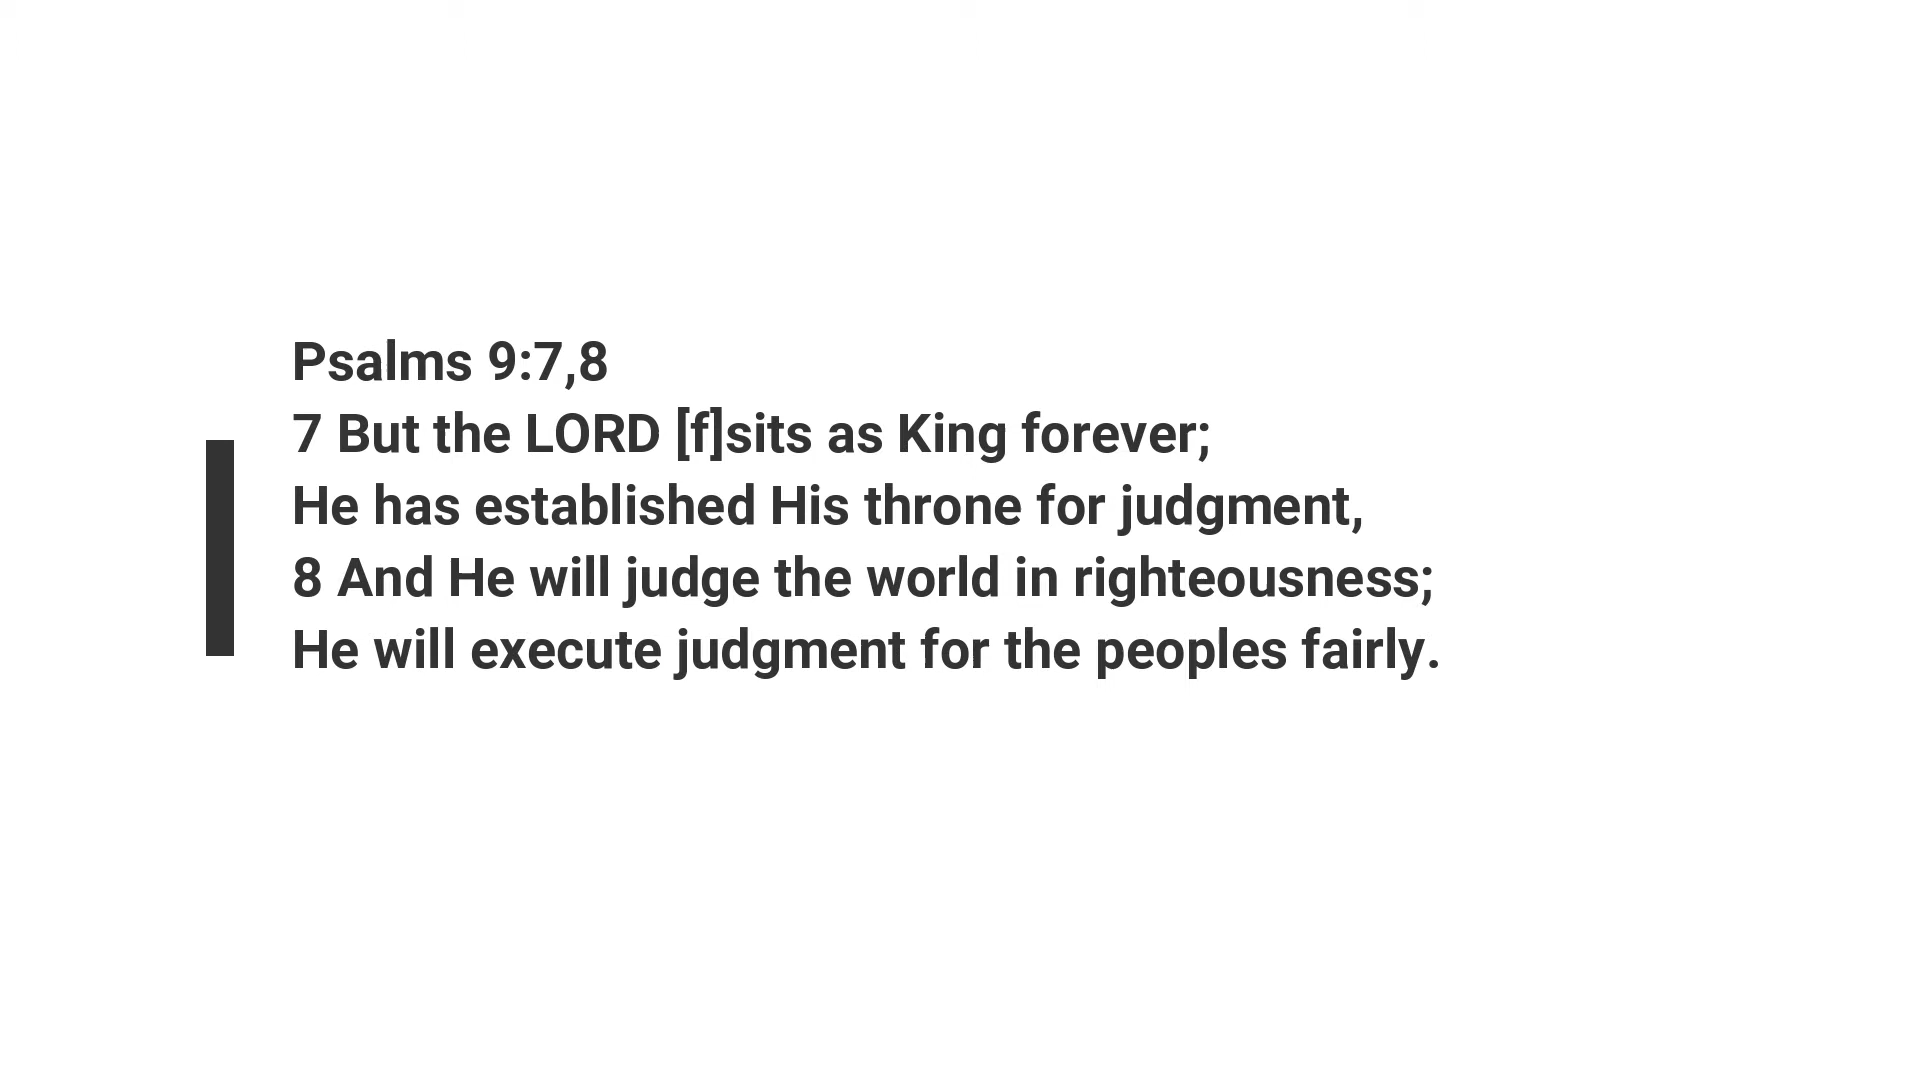 Psalms 9:7,8
7 But the LORD [f]sits as King forever;
He has established His throne for judgment,
8 And He will judge the world in righteousness;
He will execute judgment for the peoples fairly.